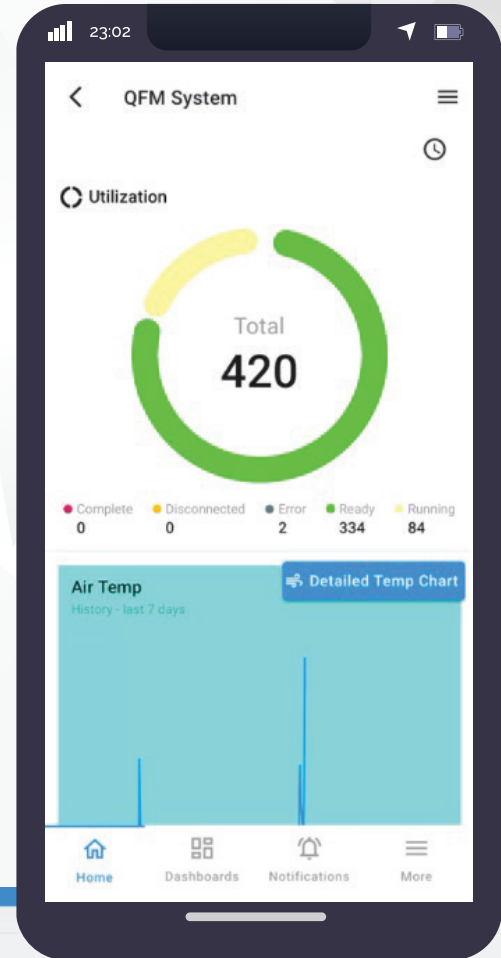 23:02
QFM System
Utilization
Total
420
Complete Disconnected Error Ready Running
0 0 2 334 84
Detailed Temp Chart
Air Temp
History - last 7 days
Home Dashboards Notifications More